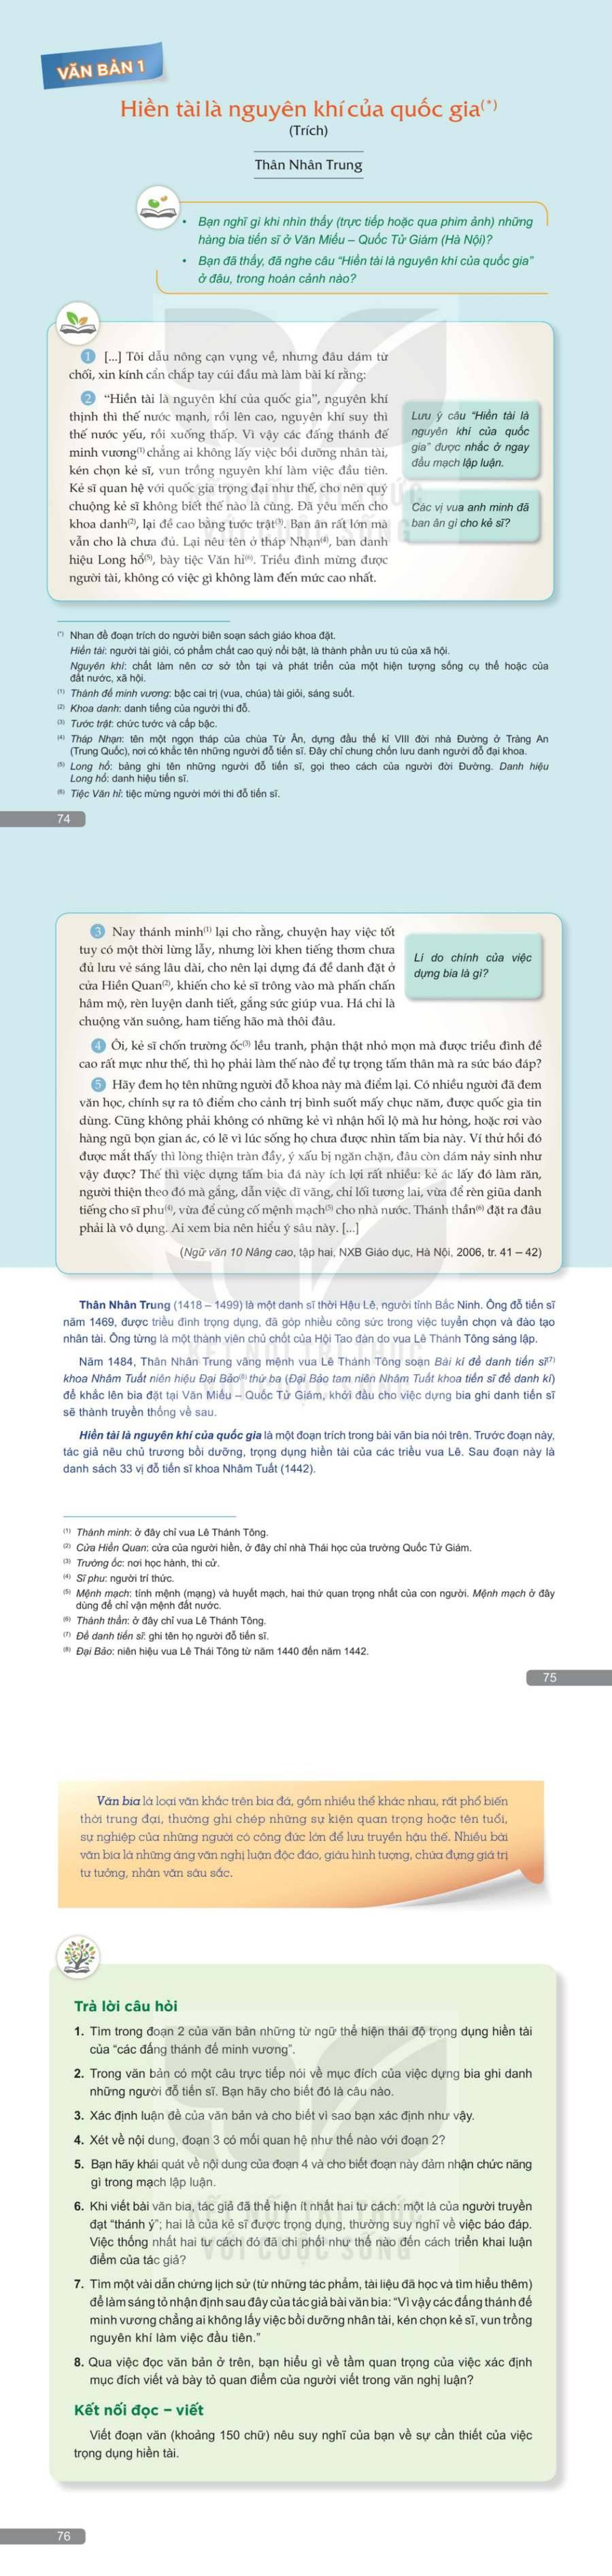 VĂN BẢN 1
Hiền tài là nguyên khí của quốc gia(*)
(Trích)
Thân Nhân Trung
• Bạn nghĩ gì khi nhìn thấy (trực tiếp hoặc qua phim ảnh) những
hàng bia tiến sĩ ở Văn Miếu – Quốc Tử Giám (Hà Nội)?
• Bạn đã thấy, đã nghe câu "Hiền tài là nguyên khí của quốc gia"
ở đâu, trong hoàn cảnh nào?
1 [...] Tôi dẫu nông cạn vụng về, nhưng đâu dám từ
chối, xin kính cẩn chắp tay cúi đầu mà làm bài kí rằng:
2 "Hiền tài là nguyên khí của quốc gia", nguyên khí
thịnh thì thế nước mạnh, rồi lên cao, nguyên khí suy thì
thế nước yếu, rồi xuống thấp. Vì vậy các đấng thánh đế
minh vương(1) chẳng ai không lấy việc bồi dưỡng nhân tài,
kén chọn kẻ sĩ, vun trồng nguyên khí làm việc đầu tiên.
Kẻ sĩ quan hệ với quốc gia trọng đại như thế, cho nên quý
chuộng kẻ sĩ không biết thế nào là cùng. Đã yêu mến cho
khoa danh(2), lại đề cao bằng tước trật(3). Ban ân rất lớn mà
vẫn cho là chưa đủ. Lại nêu tên ở tháp Nhạn(4), ban danh
hiệu Long hổ(5), bày tiệc Văn hỉ(6). Triều đình mừng được
người tài, không có việc gì không làm đến mức cao nhất.
Lưu ý câu "Hiền tài là
nguyên khí của quốc
gia" được nhắc ở ngay
đầu mạch lập luận.
Các vị vua anh minh đã
ban ân gì cho kẻ sĩ?
(*) Nhan đề đoạn trích do người biên soạn sách giáo khoa đặt.
Hiền tài: người tài giỏi, có phẩm chất cao quý nổi bật, là thành phần ưu tú của xã hội.
Nguyên khí: chất làm nên cơ sở tồn tại và phát triển của một hiện tượng sống cụ thể hoặc của
đất nước, xã hội.
(1) Thánh đế minh vương: bậc cai trị (vua, chúa) tài giỏi, sáng suốt.
(2) Khoa danh: danh tiếng của người thi đỗ.
(3) Tước trật: chức tước và cấp bậc.
(4) Tháp Nhạn: tên một ngọn tháp của chùa Từ Ân, dựng đầu thế kỉ VIII đời nhà Đường ở Tràng An
(Trung Quốc), nơi có khắc tên những người đỗ tiến sĩ. Đây chỉ chung chốn lưu danh người đỗ đại khoa.
(5) Long hổ: bảng ghi tên những người đỗ tiến sĩ, gọi theo cách của người đời Đường. Danh hiệu
Long hổ: danh hiệu tiến sĩ.
(6) Tiệc Văn hỉ: tiệc mừng người mới thi đỗ tiến sĩ.
74
3 Nay thánh minh(1) lại cho rằng, chuyện hay việc tốt
tuy có một thời lừng lẫy, nhưng lời khen tiếng thơm chưa
đủ lưu vẻ sáng lâu dài, cho nên lại dựng đá đề danh đặt ở
cửa Hiền Quan(2), khiến cho kẻ sĩ trông vào mà phấn chấn
hâm mộ, rèn luyện danh tiết, gắng sức giúp vua. Há chỉ là
chuộng văn suông, ham tiếng hão mà thôi đâu.
Lí do chính của việc
dựng bia là gì?
4 Ôi, kẻ sĩ chốn trường ốc(3) lều tranh, phận thật nhỏ mọn mà được triều đình đề
cao rất mực như thế, thì họ phải làm thế nào để tự trọng tấm thân mà ra sức báo đáp?
5 Hãy đem họ tên những người đỗ khoa này mà điểm lại. Có nhiều người đã đem
văn học, chính sự ra tô điểm cho cảnh trị bình suốt mấy chục năm, được quốc gia tin
dùng. Cũng không phải không có những kẻ vì nhận hối lộ mà hư hỏng, hoặc rơi vào
hàng ngũ bọn gian ác, có lẽ vì lúc sống họ chưa được nhìn tấm bia này. Ví thử hồi đó
được mắt thấy thì lòng thiện tràn đầy, ý xấu bị ngăn chặn, đâu còn dám nảy sinh như
vậy được? Thế thì việc dựng tấm bia đá này ích lợi rất nhiều: kẻ ác lấy đó làm răn,
người thiện theo đó mà gắng, dẫn việc dĩ vãng, chỉ lối tương lai, vừa để rèn giũa danh
tiếng cho sĩ phu(4), vừa để củng cố mệnh mạch(5) cho nhà nước. Thánh thần(6) đặt ra đâu
phải là vô dụng. Ai xem bia nên hiểu ý sâu này. [...]
(Ngữ văn 10 Nâng cao, tập hai, NXB Giáo dục, Hà Nội, 2006, tr. 41 – 42)
Thân Nhân Trung (1418 – 1499) là một danh sĩ thời Hậu Lê, người tỉnh Bắc Ninh. Ông đỗ tiến sĩ
năm 1469, được triều đình trọng dụng, đã góp nhiều công sức trong việc tuyển chọn và đào tạo
nhân tài. Ông từng là một thành viên chủ chốt của Hội Tao đàn do vua Lê Thánh Tông sáng lập.
Năm 1484, Thân Nhân Trung vâng mệnh vua Lê Thánh Tông soạn Bài kí đề danh tiến sĩ(7)
khoa Nhâm Tuất niên hiệu Đại Bảo(8) thứ ba (Đại Bảo tam niên Nhâm Tuất khoa tiến sĩ đề danh kí)
để khắc lên bia đặt tại Văn Miếu – Quốc Tử Giám, khởi đầu cho việc dựng bia ghi danh tiến sĩ
sẽ thành truyền thống về sau.
Hiền tài là nguyên khí của quốc gia là một đoạn trích trong bài văn bia nói trên. Trước đoạn này,
tác giả nêu chủ trương bồi dưỡng, trọng dụng hiền tài của các triều vua Lê. Sau đoạn này là
danh sách 33 vị đỗ tiến sĩ khoa Nhâm Tuất (1442).
(1) Thánh minh: ở đây chỉ vua Lê Thánh Tông.
(2) Cửa Hiền Quan: cửa của người hiền, ở đây chỉ nhà Thái học của trường Quốc Tử Giám.
(3) Trường ốc: nơi học hành, thi cử.
(4) Sĩ phu: người trí thức.
(5) Mệnh mạch: tính mệnh (mạng) và huyết mạch, hai thứ quan trọng nhất của con người. Mệnh mạch ở đây
dùng để chỉ vận mệnh đất nước.
(6) Thánh thần: ở đây chỉ vua Lê Thánh Tông.
(7) Đề danh tiến sĩ: ghi tên họ người đỗ tiến sĩ.
(8) Đại Bảo: niên hiệu vua Lê Thái Tông từ năm 1440 đến năm 1442.
75
Văn bia là loại văn khắc trên bia đá, gồm nhiều thể khác nhau, rất phổ biến
thời trung đại, thường ghi chép những sự kiện quan trọng hoặc tên tuổi,
sự nghiệp của những người có công đức lớn để lưu truyền hậu thế. Nhiều bài
văn bia là những áng văn nghị luận độc đáo, giàu hình tượng, chứa đựng giá trị
tư tưởng, nhân văn sâu sắc.
Trả lời câu hỏi
1. Tìm trong đoạn 2 của văn bản những từ ngữ thể hiện thái độ trọng dụng hiền tài
của "các đấng thánh đế minh vương".
2. Trong văn bản có một câu trực tiếp nói về mục đích của việc dựng bia ghi danh
những người đỗ tiến sĩ. Bạn hãy cho biết đó là câu nào.
3. Xác định luận đề của văn bản và cho biết vì sao bạn xác định như vậy.
4. Xét về nội dung, đoạn 3 có mối quan hệ như thế nào với đoạn 2?
5. Bạn hãy khái quát về nội dung của đoạn 4 và cho biết đoạn này đảm nhận chức năng
gì trong mạch lập luận.
6. Khi viết bài văn bia, tác giả đã thể hiện ít nhất hai tư cách: một là của người truyền
đạt "thánh ý"; hai là của kẻ sĩ được trọng dụng, thường suy nghĩ về việc báo đáp.
Việc thống nhất hai tư cách đó đã chi phối như thế nào đến cách triển khai luận
điểm của tác giả?
7. Tìm một vài dẫn chứng lịch sử (từ những tác phẩm, tài liệu đã học và tìm hiểu thêm)
để làm sáng tỏ nhận định sau đây của tác giả bài văn bia: "Vì vậy các đấng thánh đế
minh vương chẳng ai không lấy việc bồi dưỡng nhân tài, kén chọn kẻ sĩ, vun trồng
nguyên khí làm việc đầu tiên."
8. Qua việc đọc văn bản ở trên, bạn hiểu gì về tầm quan trọng của việc xác định
mục đích viết và bày tỏ quan điểm của người viết trong văn nghị luận?
Kết nối đọc – viết
Viết đoạn văn (khoảng 150 chữ) nêu suy nghĩ của bạn về sự cần thiết của việc
trọng dụng hiền tài.
76